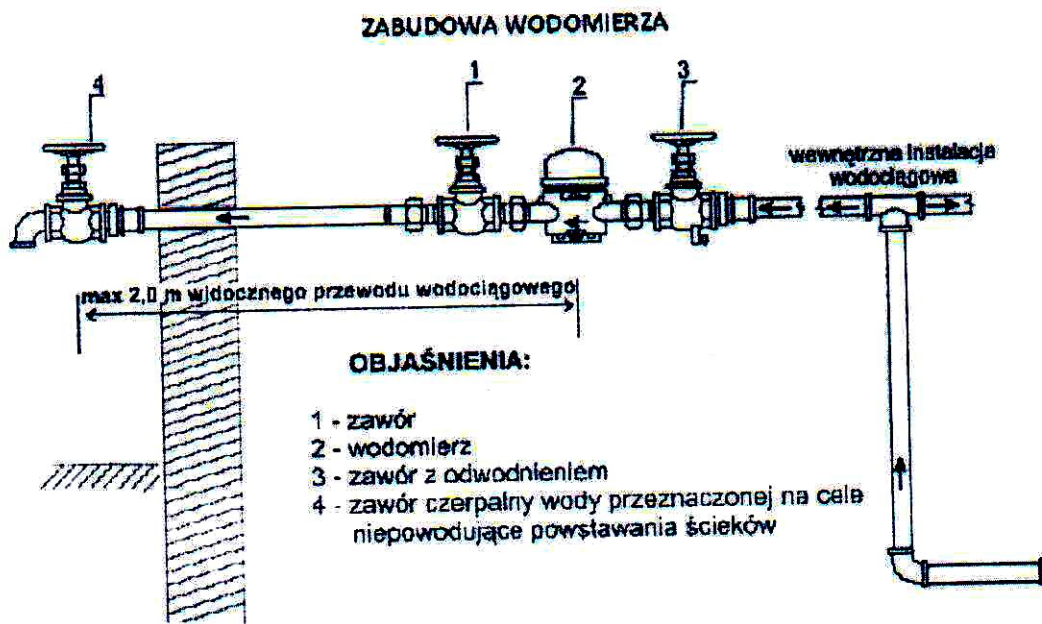 ZABUDOWA WODOMIERZA
4
1
2
3
wewnętrzna instalacja
wodociągowa
max 2,0 m widocznego przewodu wodociągowego
OBJAŚNIENIA:
1 - zawór
2 - wodomierz
3 - zawór z odwodnieniem
4 - zawór czerpalny wody przeznaczonej na cele
niepowodujące powstawania ścieków